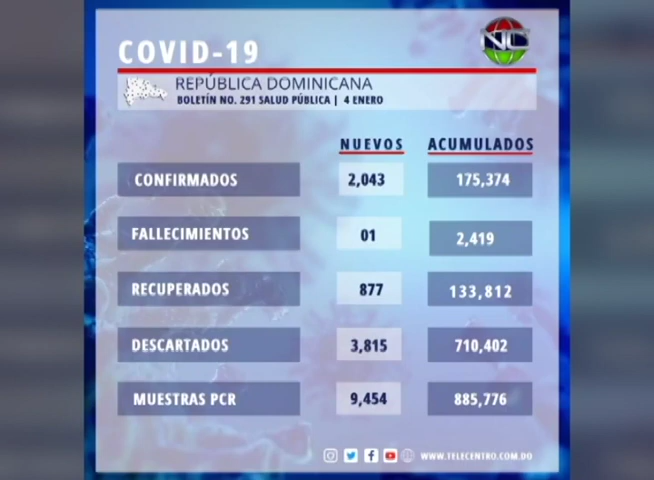 COVID-19
NC
REPÚBLICA DOMINICANA
BOLETÍN NO. 291 SALUD PÚBLICA | 4 ENERO
NUEVOS ACUMULADOS
CONFIRMADOS 2,043 175,374
FALLECIMIENTOS 01 2,419
RECUPERADOS 877 133,812
DESCARTADOS 3,815 710,402
MUESTRAS PCR 9,454 885,776
WWW.TELECENTRO.COM.DO